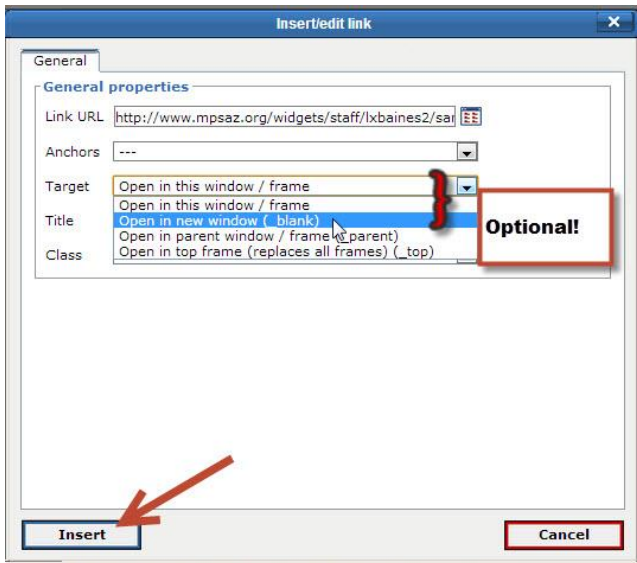 Insert/edit link
General
General properties
Link URL http://www.mpsaz.org/widgets/staff/lxbaines2/sar
Anchors ---
Target Open in this window / frame
Open in this window / frame
Title Open in new window (_blank)
Optional!
Open in parent window / frame (_parent)
Class Open in top frame (replaces all frames) (_top)
Insert Cancel